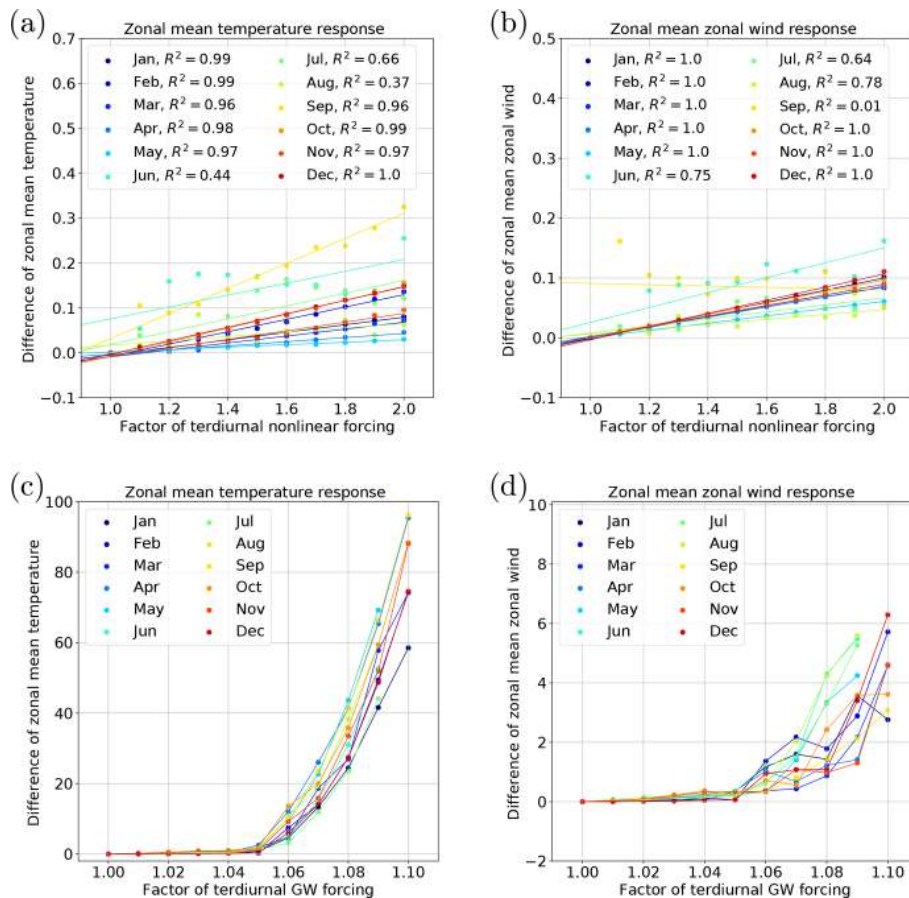 (a)
Zonal mean temperature response
Difference of zonal mean temperature
0.7
0.6
0.5
0.4
0.3
0.2
0.1
0.0
−0.1
Jan, R² = 0.99
Feb, R² = 0.99
Mar, R² = 0.96
Apr, R² = 0.98
May, R² = 0.97
Jun, R² = 0.44
Jul, R² = 0.66
Aug, R² = 0.37
Sep, R² = 0.96
Oct, R² = 0.99
Nov, R² = 0.97
Dec, R² = 1.0
1.0 1.2 1.4 1.6 1.8 2.0
Factor of terdiurnal nonlinear forcing
(b)
Zonal mean zonal wind response
Difference of zonal mean zonal wind
0.5
0.4
0.3
0.2
0.1
0.0
−0.1
Jan, R² = 1.0
Feb, R² = 1.0
Mar, R² = 1.0
Apr, R² = 1.0
May, R² = 1.0
Jun, R² = 0.75
Jul, R² = 0.64
Aug, R² = 0.78
Sep, R² = 0.01
Oct, R² = 1.0
Nov, R² = 1.0
Dec, R² = 1.0
1.0 1.2 1.4 1.6 1.8 2.0
Factor of terdiurnal nonlinear forcing
(c)
Zonal mean temperature response
Difference of zonal mean temperature
100
80
60
40
20
0
Jan
Feb
Mar
Apr
May
Jun
Jul
Aug
Sep
Oct
Nov
Dec
1.00 1.02 1.04 1.06 1.08 1.10
Factor of terdiurnal GW forcing
(d)
Zonal mean zonal wind response
Difference of zonal mean zonal wind
10
8
6
4
2
0
−2
Jan
Feb
Mar
Apr
May
Jun
Jul
Aug
Sep
Oct
Nov
Dec
1.00 1.02 1.04 1.06 1.08 1.10
Factor of terdiurnal GW forcing